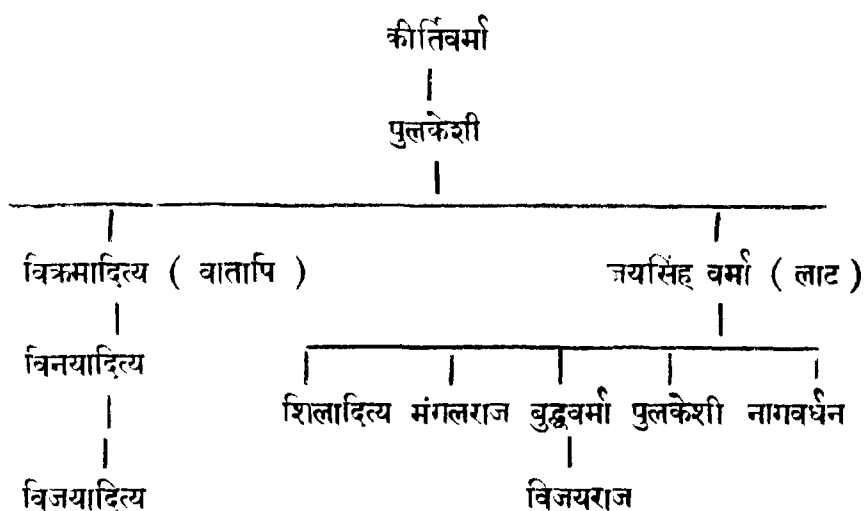 कीर्तिवर्मा
पुलकेशी
विक्रमादित्य ( वातापि ) जयसिंह वर्मा ( लाट )
विनयादित्य
शिलादित्य मंगलराज बुद्धवर्मा पुलकेशी नागवर्धन
विजयादित्य विजयराज